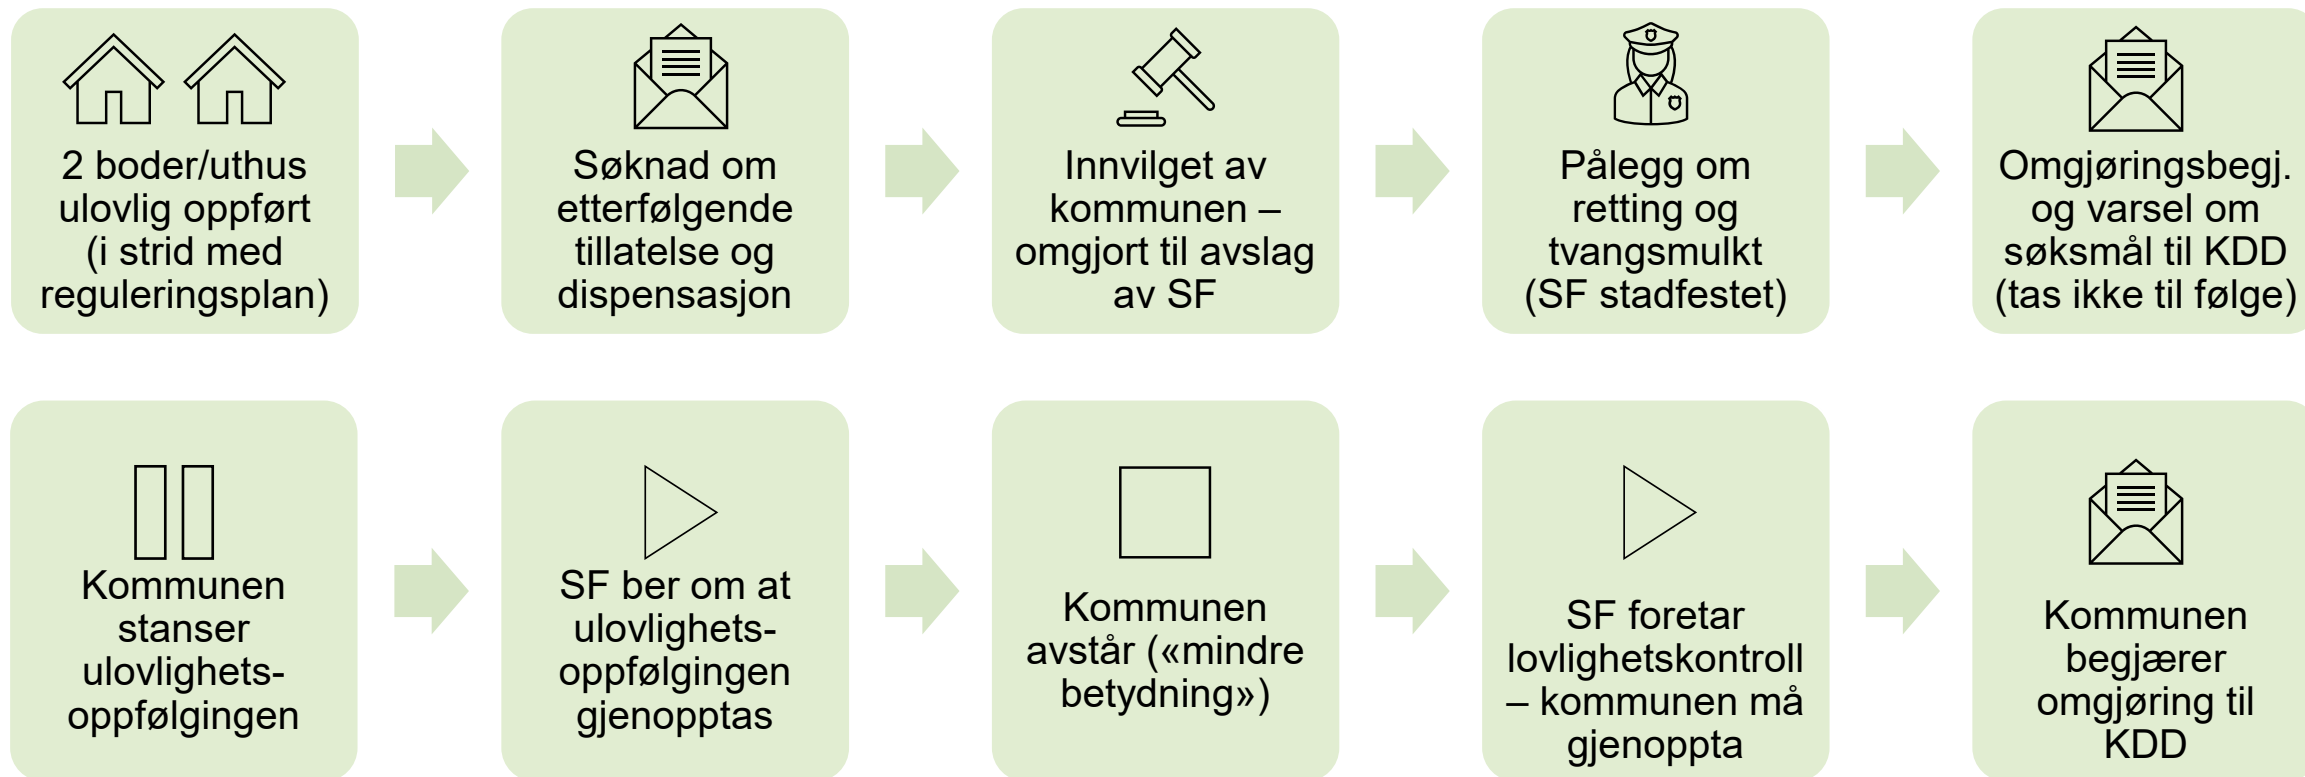 2 boder/uthus
ulovlig oppført
(i strid med
reguleringsplan)
Søknad om
etterfølgende
tillatelse og
dispensasjon
Innvilget av
kommunen –
omgjort til avslag
av SF
Pålegg om
retting og
tvangsmulkt
(SF stadfestet)
Omgjøringsbegj.
og varsel om
søksmål til KDD
(tas ikke til følge)
Kommunen
stanser
ulovlighets-
oppfølgingen
SF ber om at
ulovlighets-
oppfølgingen
gjenopptas
Kommunen
avstår («mindre
betydning»)
SF foretar
lovlighetskontroll
– kommunen må
gjenoppta
Kommunen
begjærer
omgjøring til
KDD